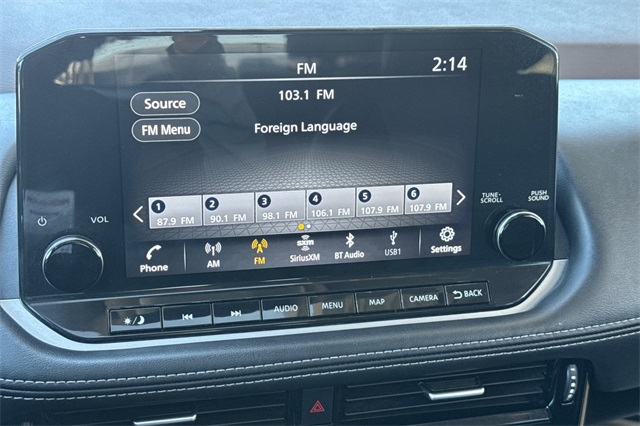 FM
2:14
Source
103.1 FM
FM Menu
Foreign Language
1 2 3 4 5 6
87.9 FM 90.1 FM 98.1 FM 106.1 FM 107.9 FM 107.9 FM
VOL
TUNE-SCROLL
PUSH SOUND
Phone AM FM sxm SiriusXM BT Audio USB1 Settings
AUDIO MENU MAP CAMERA BACK